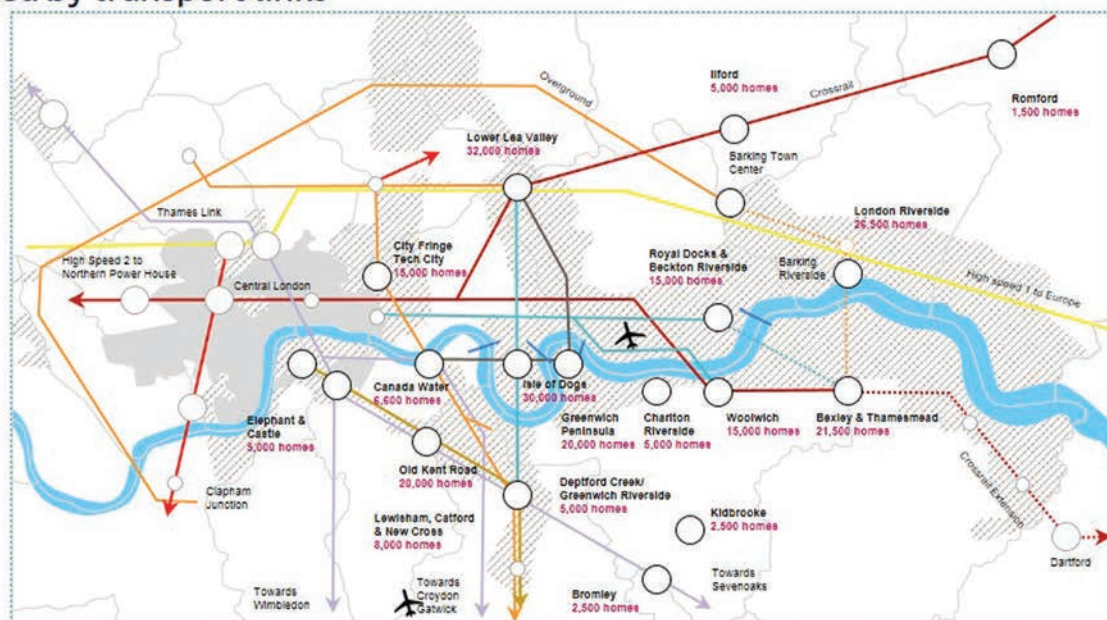 by transport links
Overground
Ilford
5,000 homes
Crossrail
Romford
1,500 homes
Lower Lea Valley
32,000 homes
Barking Town
Center
Thames Link
London Riverside
26,500 homes
High Speed 2 to
Northern Power House
City Fringe
Tech City
15,000 homes
Royal Docks &
Beckton Riverside
15,000 homes
Barking
Riverside
High speed 1 to Europe
Central London
Canada Water
6,600 homes
Isle of Dogs
30,000 homes
Elephant &
Castle
5,000 homes
Greenwich
Peninsula
20,000 homes
Charlton
Riverside
5,000 homes
Woolwich
15,000 homes
Bexley & Thamesmead
21,500 homes
Old Kent Road
20,000 homes
Clapham
Junction
Deptford Creek/
Greenwich Riverside
5,000 homes
Crossrail Extension
Lewisham, Catford
& New Cross
8,000 homes
Kidbrooke
2,500 homes
Dartford
Towards
Wimbledon
Towards
Croydon
Gatwick
Bromley
2,500 homes
Towards
Sevenoaks